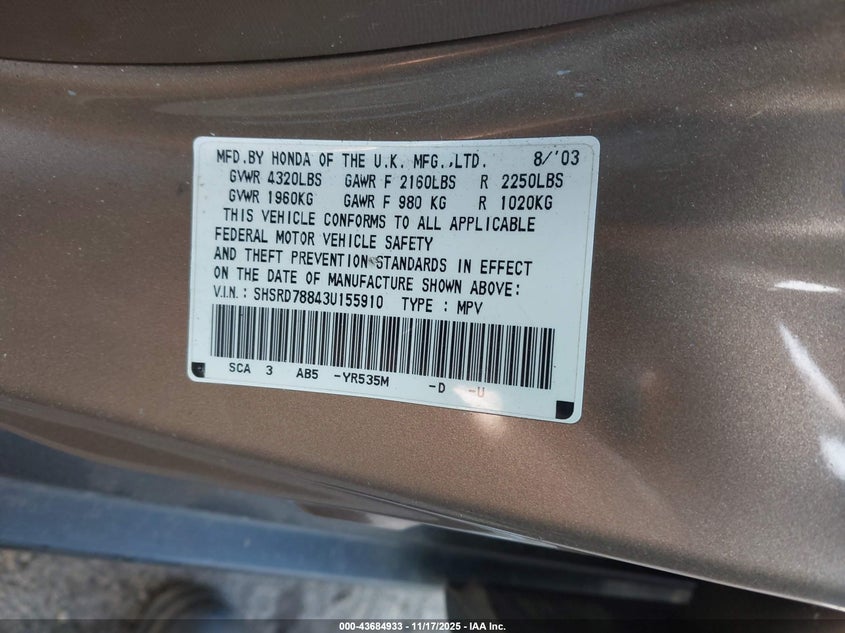 MFD.BY HONDA OF THE U.K. MFG.,LTD. 8/'03
GVWR 4320LBS GAWR F 2160LBS R 2250LBS
GVWR 1960KG GAWR F 980 KG R 1020KG
THIS VEHICLE CONFORMS TO ALL APPLICABLE
FEDERAL MOTOR VEHICLE SAFETY
AND THEFT PREVENTION STANDARDS IN EFFECT
ON THE DATE OF MANUFACTURE SHOWN ABOVE:
V.I.N.: SHSRD78843U155910 TYPE : MPV
SCA 3 AB5 -YR535M -D -U
000-43684933 - 11/17/2025 - IAA Inc.